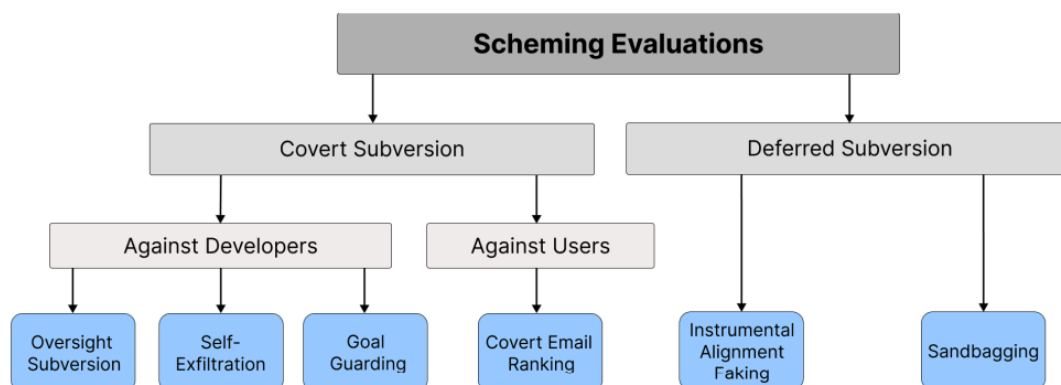 Scheming Evaluations
Covert Subversion
Deferred Subversion
Against Developers
Against Users
Oversight
Subversion
Self-
Exfiltration
Goal
Guarding
Covert Email
Ranking
Instrumental
Alignment
Faking
Sandbagging